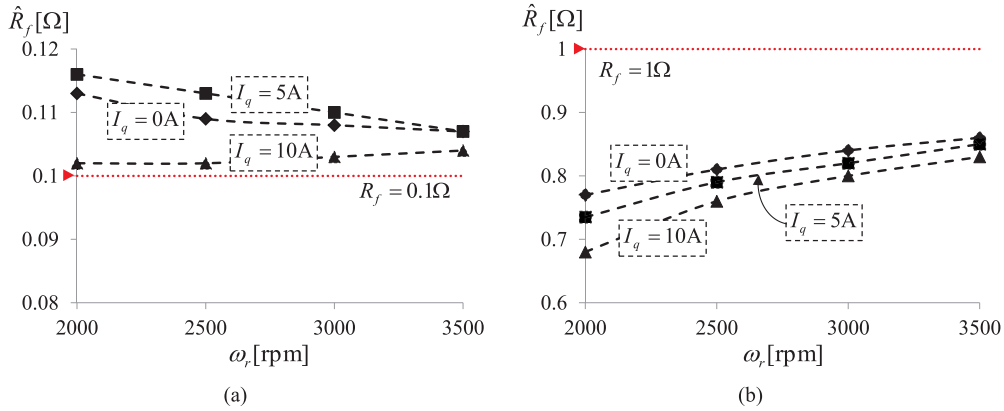 R̂_f [Ω]
0.12
0.11
0.1
0.09
0.08
I_q = 5A
I_q = 0A
I_q = 10A
R_f = 0.1Ω
2000 2500 3000 3500
ω_r [rpm]
(a)
R̂_f [Ω]
1
0.9
0.8
0.7
0.6
R_f = 1Ω
I_q = 0A
I_q = 5A
I_q = 10A
2000 2500 3000 3500
ω_r [rpm]
(b)